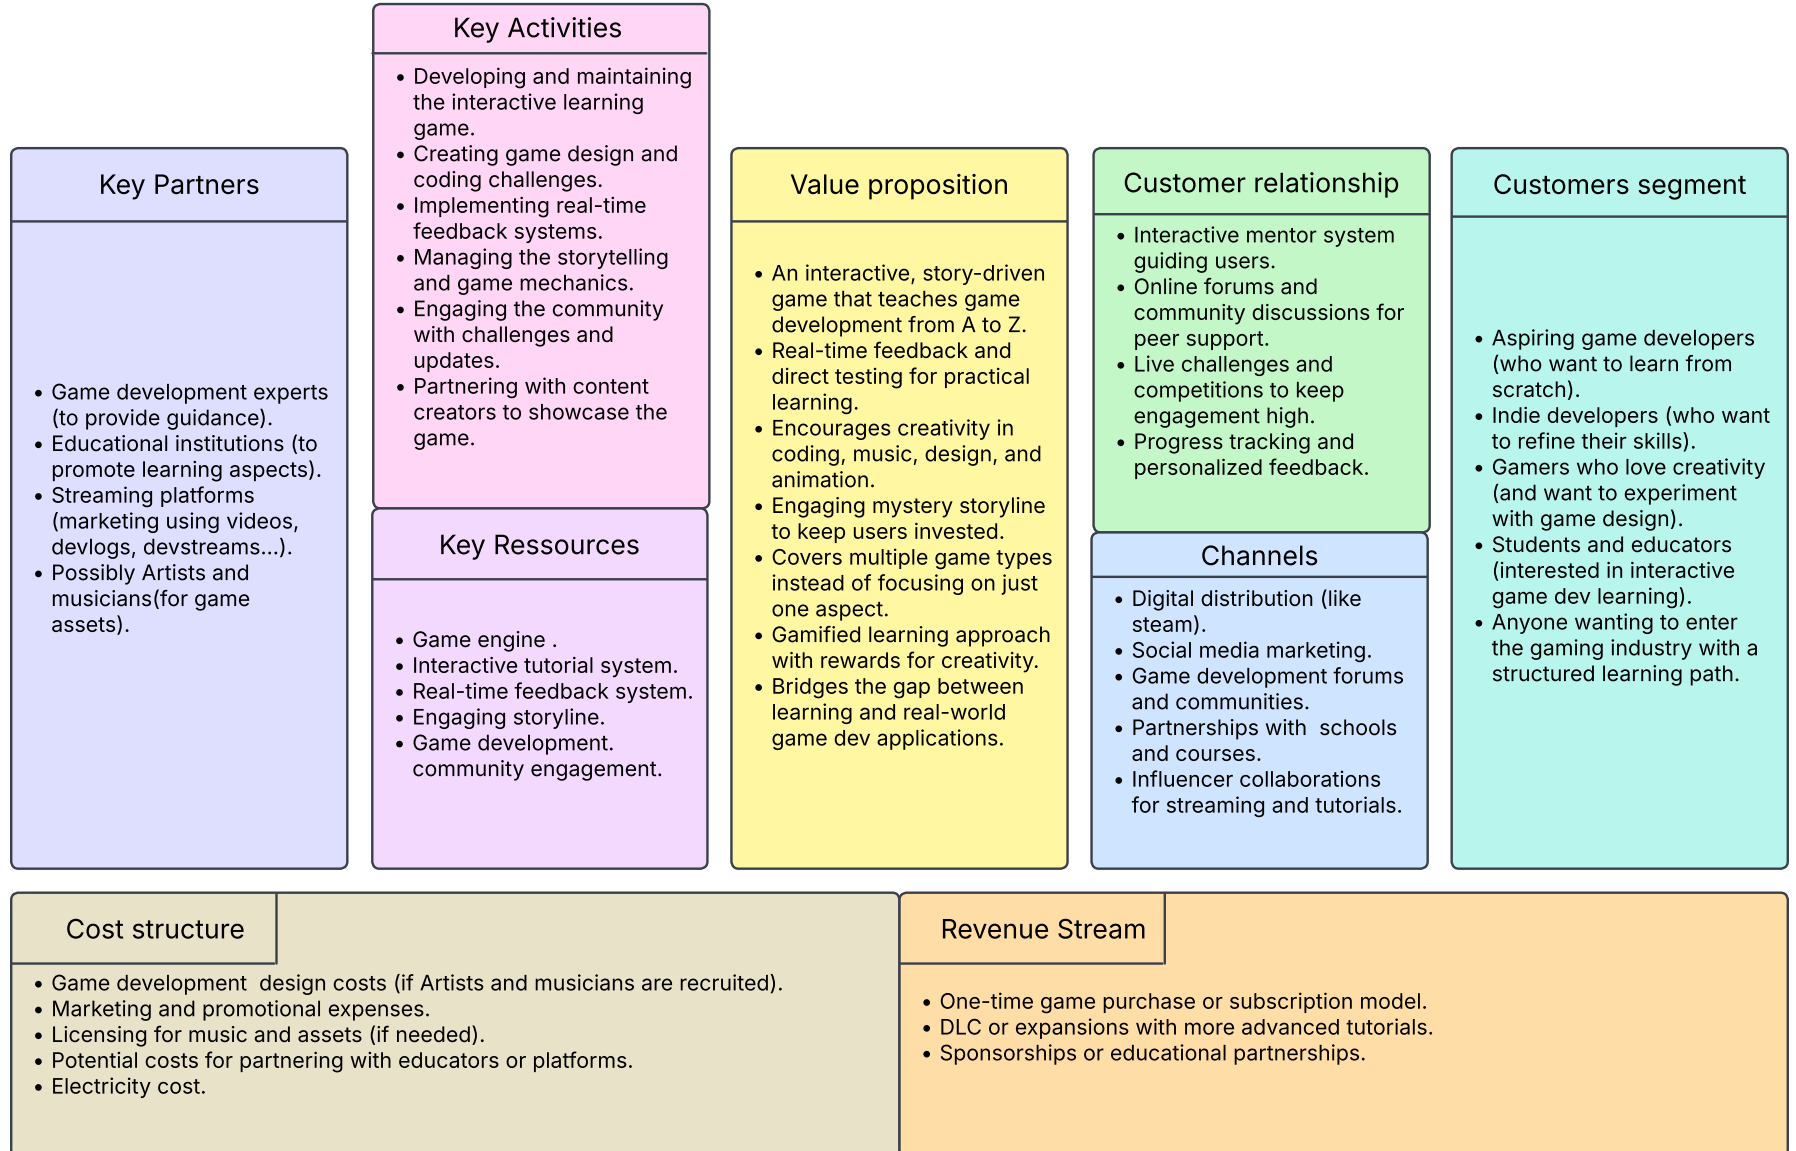 Key Partners
• Game development experts
(to provide guidance).
• Educational institutions (to
promote learning aspects).
• Streaming platforms
(marketing using videos,
devlogs, devstreams...).
• Possibly Artists and
musicians(for game
assets).
Key Activities
• Developing and maintaining
the interactive learning
game.
• Creating game design and
coding challenges.
• Implementing real-time
feedback systems.
• Managing the storytelling
and game mechanics.
• Engaging the community
with challenges and
updates.
• Partnering with content
creators to showcase the
game.
Key Ressources
• Game engine .
• Interactive tutorial system.
• Real-time feedback system.
• Engaging storyline.
• Game development.
community engagement.
Value proposition
• An interactive, story-driven
game that teaches game
development from A to Z.
• Real-time feedback and
direct testing for practical
learning.
• Encourages creativity in
coding, music, design, and
animation.
• Engaging mystery storyline
to keep users invested.
• Covers multiple game types
instead of focusing on just
one aspect.
• Gamified learning approach
with rewards for creativity.
• Bridges the gap between
learning and real-world
game dev applications.
Customer relationship
• Interactive mentor system
guiding users.
• Online forums and
community discussions for
peer support.
• Live challenges and
competitions to keep
engagement high.
• Progress tracking and
personalized feedback.
Channels
• Digital distribution (like
steam).
• Social media marketing.
• Game development forums
and communities.
• Partnerships with  schools
and courses.
• Influencer collaborations
for streaming and tutorials.
Customers segment
• Aspiring game developers
(who want to learn from
scratch).
• Indie developers (who want
to refine their skills).
• Gamers who love creativity
(and want to experiment
with game design).
• Students and educators
(interested in interactive
game dev learning).
• Anyone wanting to enter
the gaming industry with a
structured learning path.
Cost structure
• Game development  design costs (if Artists and musicians are recruited).
• Marketing and promotional expenses.
• Licensing for music and assets (if needed).
• Potential costs for partnering with educators or platforms.
• Electricity cost.
Revenue Stream
• One-time game purchase or subscription model.
• DLC or expansions with more advanced tutorials.
• Sponsorships or educational partnerships.